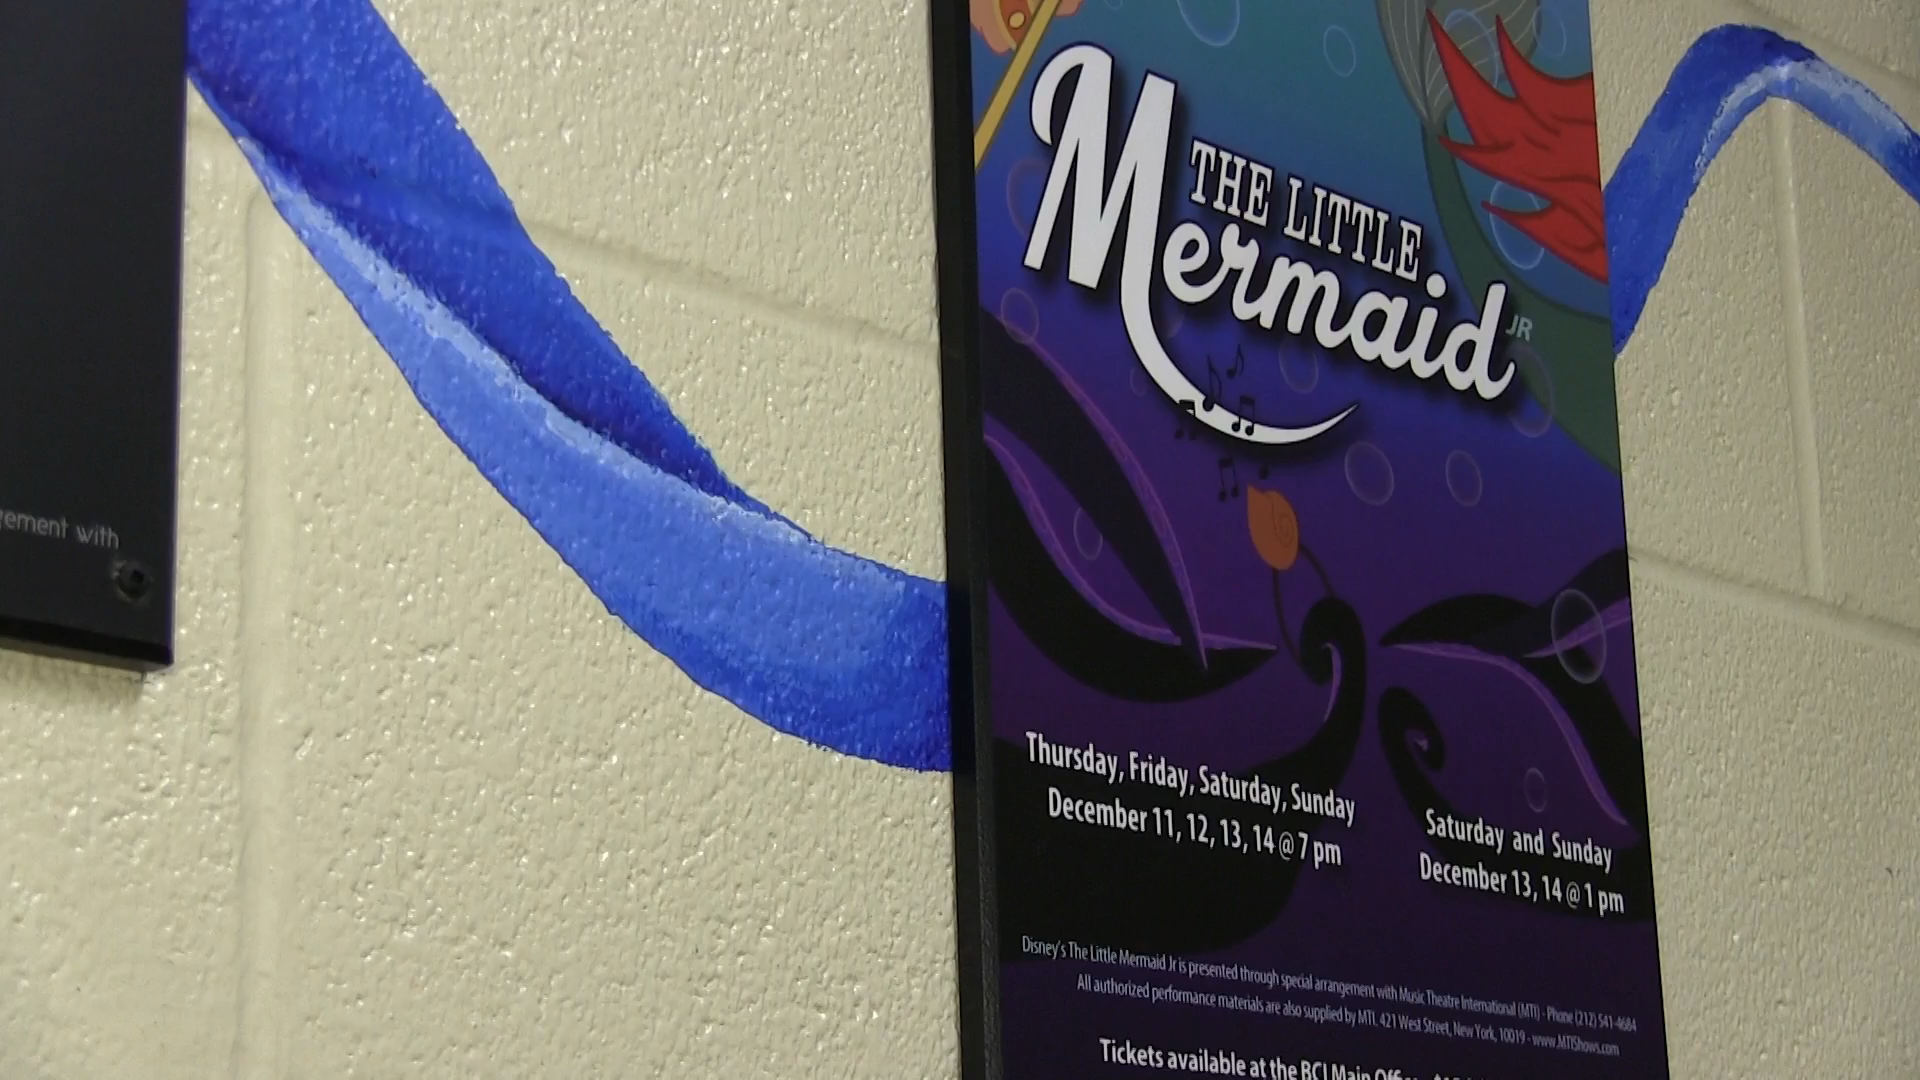 gement with
THE LITTLE
Mermaid JR
Thursday, Friday, Saturday, Sunday
December 11, 12, 13, 14 @ 7 pm
Saturday and Sunday
December 13, 14 @ 1 pm
Disney's The Little Mermaid Jr is presented through special arrangement with Music Theatre International (MTI) - Phone (212) 541-4684
All authorized performance materials are also supplied by MTI. 421 West Street, New York, 10019 - www.MTIShows.com
Tickets available at the BCI Main